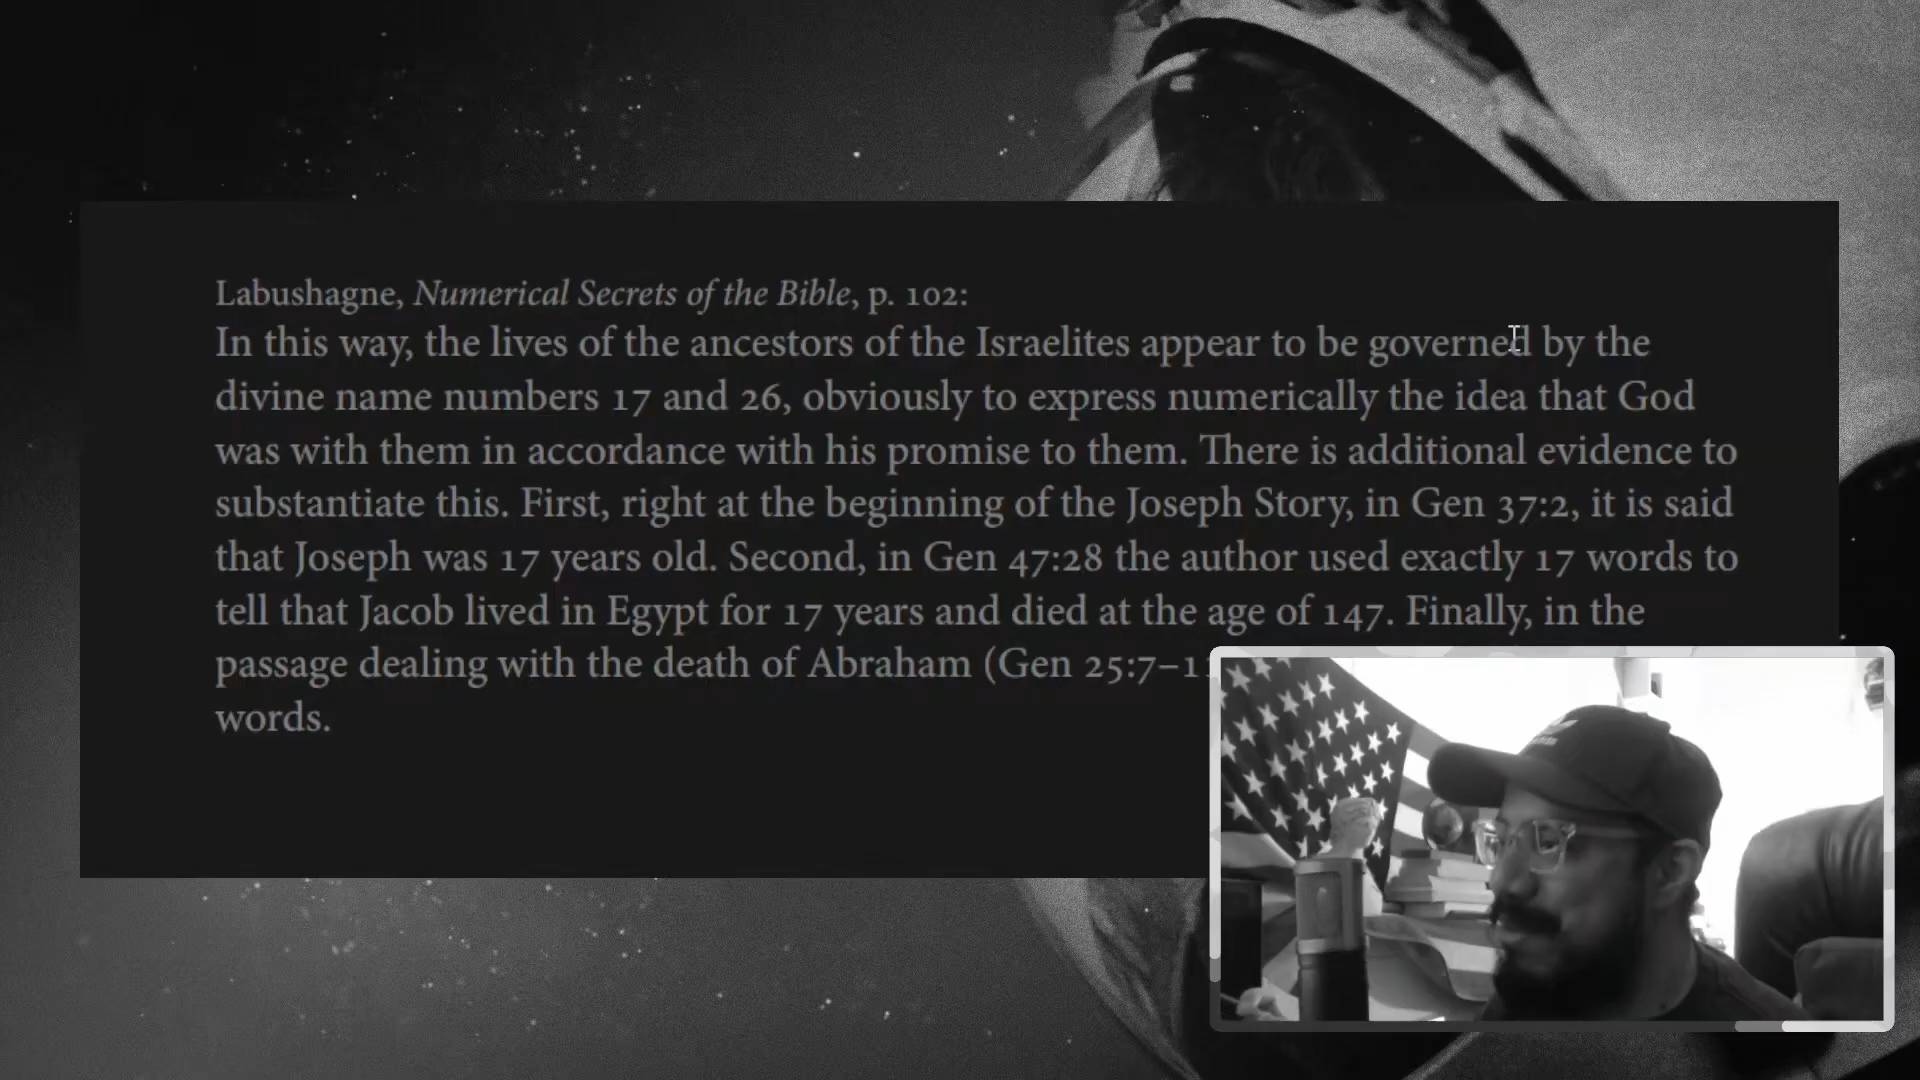 Labushagne, Numerical Secrets of the Bible, p. 102:
In this way, the lives of the ancestors of the Israelites appear to be governed by the
divine name numbers 17 and 26, obviously to express numerically the idea that God
was with them in accordance with his promise to them. There is additional evidence to
substantiate this. First, right at the beginning of the Joseph Story, in Gen 37:2, it is said
that Joseph was 17 years old. Second, in Gen 47:28 the author used exactly 17 words to
tell that Jacob lived in Egypt for 17 years and died at the age of 147. Finally, in the
passage dealing with the death of Abraham (Gen 25:7–11
words.